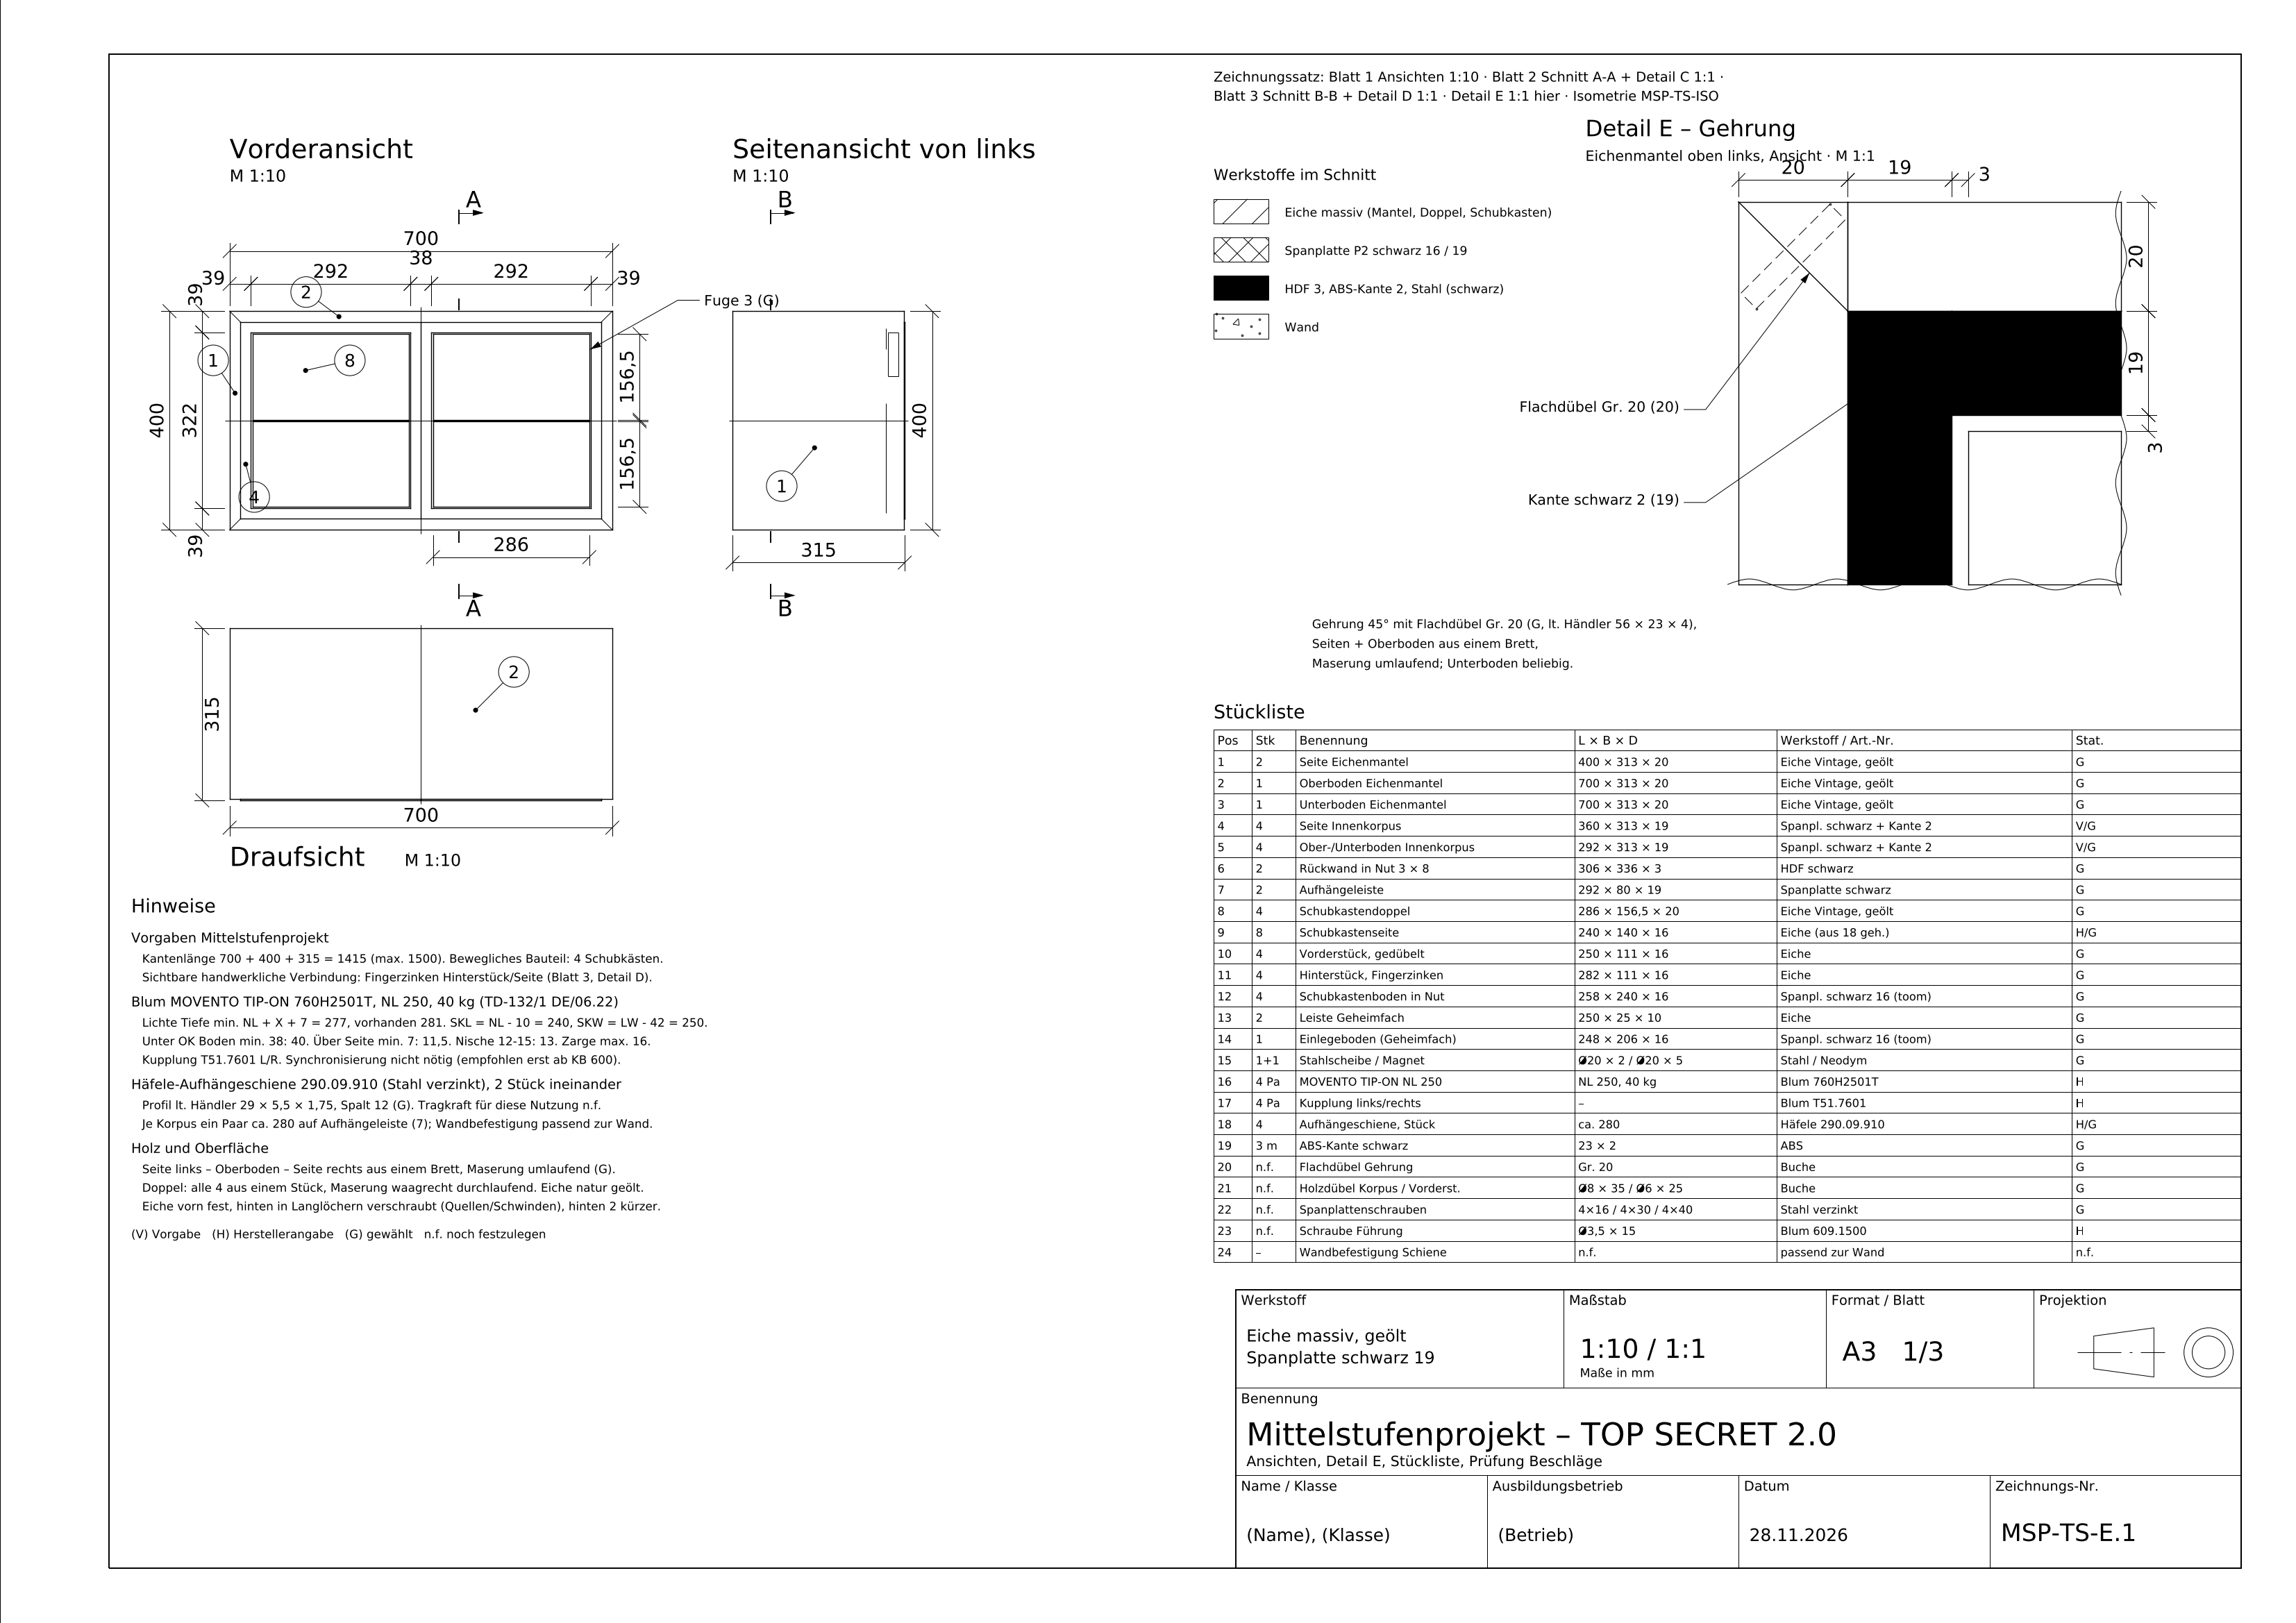 Zeichnungssatz: Blatt 1 Ansichten 1:10 · Blatt 2 Schnitt A-A + Detail C 1:1 ·
Blatt 3 Schnitt B-B + Detail D 1:1 · Detail E 1:1 hier · Isometrie MSP-TS-ISO
Vorderansicht
M 1:10
A
700
38
39
292
292
39
39
2
Fuge 3 (G)
1
8
400
322
156,5
156,5
4
39
286
A
Seitenansicht von links
M 1:10
B
400
1
315
B
315
2
700
Draufsicht M 1:10
Detail E – Gehrung
Eichenmantel oben links, Ansicht · M 1:1
20
19
3
20
19
3
Flachdübel Gr. 20 (20)
Kante schwarz 2 (19)
Werkstoffe im Schnitt
Eiche massiv (Mantel, Doppel, Schubkasten)
Spanplatte P2 schwarz 16 / 19
HDF 3, ABS-Kante 2, Stahl (schwarz)
Wand
Gehrung 45° mit Flachdübel Gr. 20 (G, lt. Händler 56 × 23 × 4),
Seiten + Oberboden aus einem Brett,
Maserung umlaufend; Unterboden beliebig.
Hinweise
Vorgaben Mittelstufenprojekt
Kantenlänge 700 + 400 + 315 = 1415 (max. 1500). Bewegliches Bauteil: 4 Schubkästen.
Sichtbare handwerkliche Verbindung: Fingerzinken Hinterstück/Seite (Blatt 3, Detail D).
Blum MOVENTO TIP-ON 760H2501T, NL 250, 40 kg (TD-132/1 DE/06.22)
Lichte Tiefe min. NL + X + 7 = 277, vorhanden 281. SKL = NL - 10 = 240, SKW = LW - 42 = 250.
Unter OK Boden min. 38: 40. Über Seite min. 7: 11,5. Nische 12-15: 13. Zarge max. 16.
Kupplung T51.7601 L/R. Synchronisierung nicht nötig (empfohlen erst ab KB 600).
Häfele-Aufhängeschiene 290.09.910 (Stahl verzinkt), 2 Stück ineinander
Profil lt. Händler 29 × 5,5 × 1,75, Spalt 12 (G). Tragkraft für diese Nutzung n.f.
Je Korpus ein Paar ca. 280 auf Aufhängeleiste (7); Wandbefestigung passend zur Wand.
Holz und Oberfläche
Seite links – Oberboden – Seite rechts aus einem Brett, Maserung umlaufend (G).
Doppel: alle 4 aus einem Stück, Maserung waagrecht durchlaufend. Eiche natur geölt.
Eiche vorn fest, hinten in Langlöchern verschraubt (Quellen/Schwinden), hinten 2 kürzer.
(V) Vorgabe (H) Herstellerangabe (G) gewählt n.f. noch festzulegen
Stückliste
Pos Stk Benennung L × B × D Werkstoff / Art.-Nr. Stat.
1 2 Seite Eichenmantel 400 × 313 × 20 Eiche Vintage, geölt G
2 1 Oberboden Eichenmantel 700 × 313 × 20 Eiche Vintage, geölt G
3 1 Unterboden Eichenmantel 700 × 313 × 20 Eiche Vintage, geölt G
4 4 Seite Innenkorpus 360 × 313 × 19 Spanpl. schwarz + Kante 2 V/G
5 4 Ober-/Unterboden Innenkorpus 292 × 313 × 19 Spanpl. schwarz + Kante 2 V/G
6 2 Rückwand in Nut 3 × 8 306 × 336 × 3 HDF schwarz G
7 2 Aufhängeleiste 292 × 80 × 19 Spanplatte schwarz G
8 4 Schubkastendoppel 286 × 156,5 × 20 Eiche Vintage, geölt G
9 8 Schubkastenseite 240 × 140 × 16 Eiche (aus 18 geh.) H/G
10 4 Vorderstück, gedübelt 250 × 111 × 16 Eiche G
11 4 Hinterstück, Fingerzinken 282 × 111 × 16 Eiche G
12 4 Schubkastenboden in Nut 258 × 240 × 16 Spanpl. schwarz 16 (toom) G
13 2 Leiste Geheimfach 250 × 25 × 10 Eiche G
14 1 Einlegeboden (Geheimfach) 248 × 206 × 16 Spanpl. schwarz 16 (toom) G
15 1+1 Stahlscheibe / Magnet Ø20 × 2 / Ø20 × 5 Stahl / Neodym G
16 4 Pa MOVENTO TIP-ON NL 250 NL 250, 40 kg Blum 760H2501T H
17 4 Pa Kupplung links/rechts – Blum T51.7601 H
18 4 Aufhängeschiene, Stück ca. 280 Häfele 290.09.910 H/G
19 3 m ABS-Kante schwarz 23 × 2 ABS G
20 n.f. Flachdübel Gehrung Gr. 20 Buche G
21 n.f. Holzdübel Korpus / Vorderst. Ø8 × 35 / Ø6 × 25 Buche G
22 n.f. Spanplattenschrauben 4×16 / 4×30 / 4×40 Stahl verzinkt G
23 n.f. Schraube Führung Ø3,5 × 15 Blum 609.1500 H
24 – Wandbefestigung Schiene n.f. passend zur Wand n.f.
Werkstoff
Eiche massiv, geölt
Spanplatte schwarz 19
Maßstab
1:10 / 1:1
Maße in mm
Format / Blatt
A3 1/3
Projektion
Benennung
Mittelstufenprojekt – TOP SECRET 2.0
Ansichten, Detail E, Stückliste, Prüfung Beschläge
Name / Klasse
(Name), (Klasse)
Ausbildungsbetrieb
(Betrieb)
Datum
28.11.2026
Zeichnungs-Nr.
MSP-TS-E.1